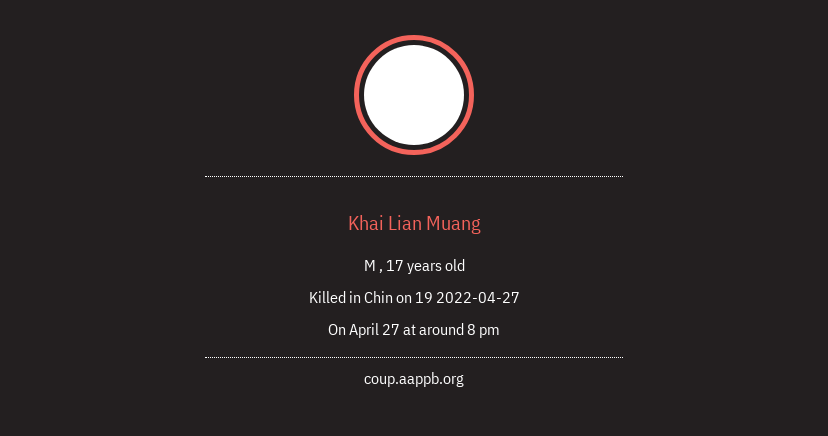 Khai Lian Muang
M , 17 years old
Killed in Chin on 19 2022-04-27
On April 27 at around 8 pm
coup.aappb.org